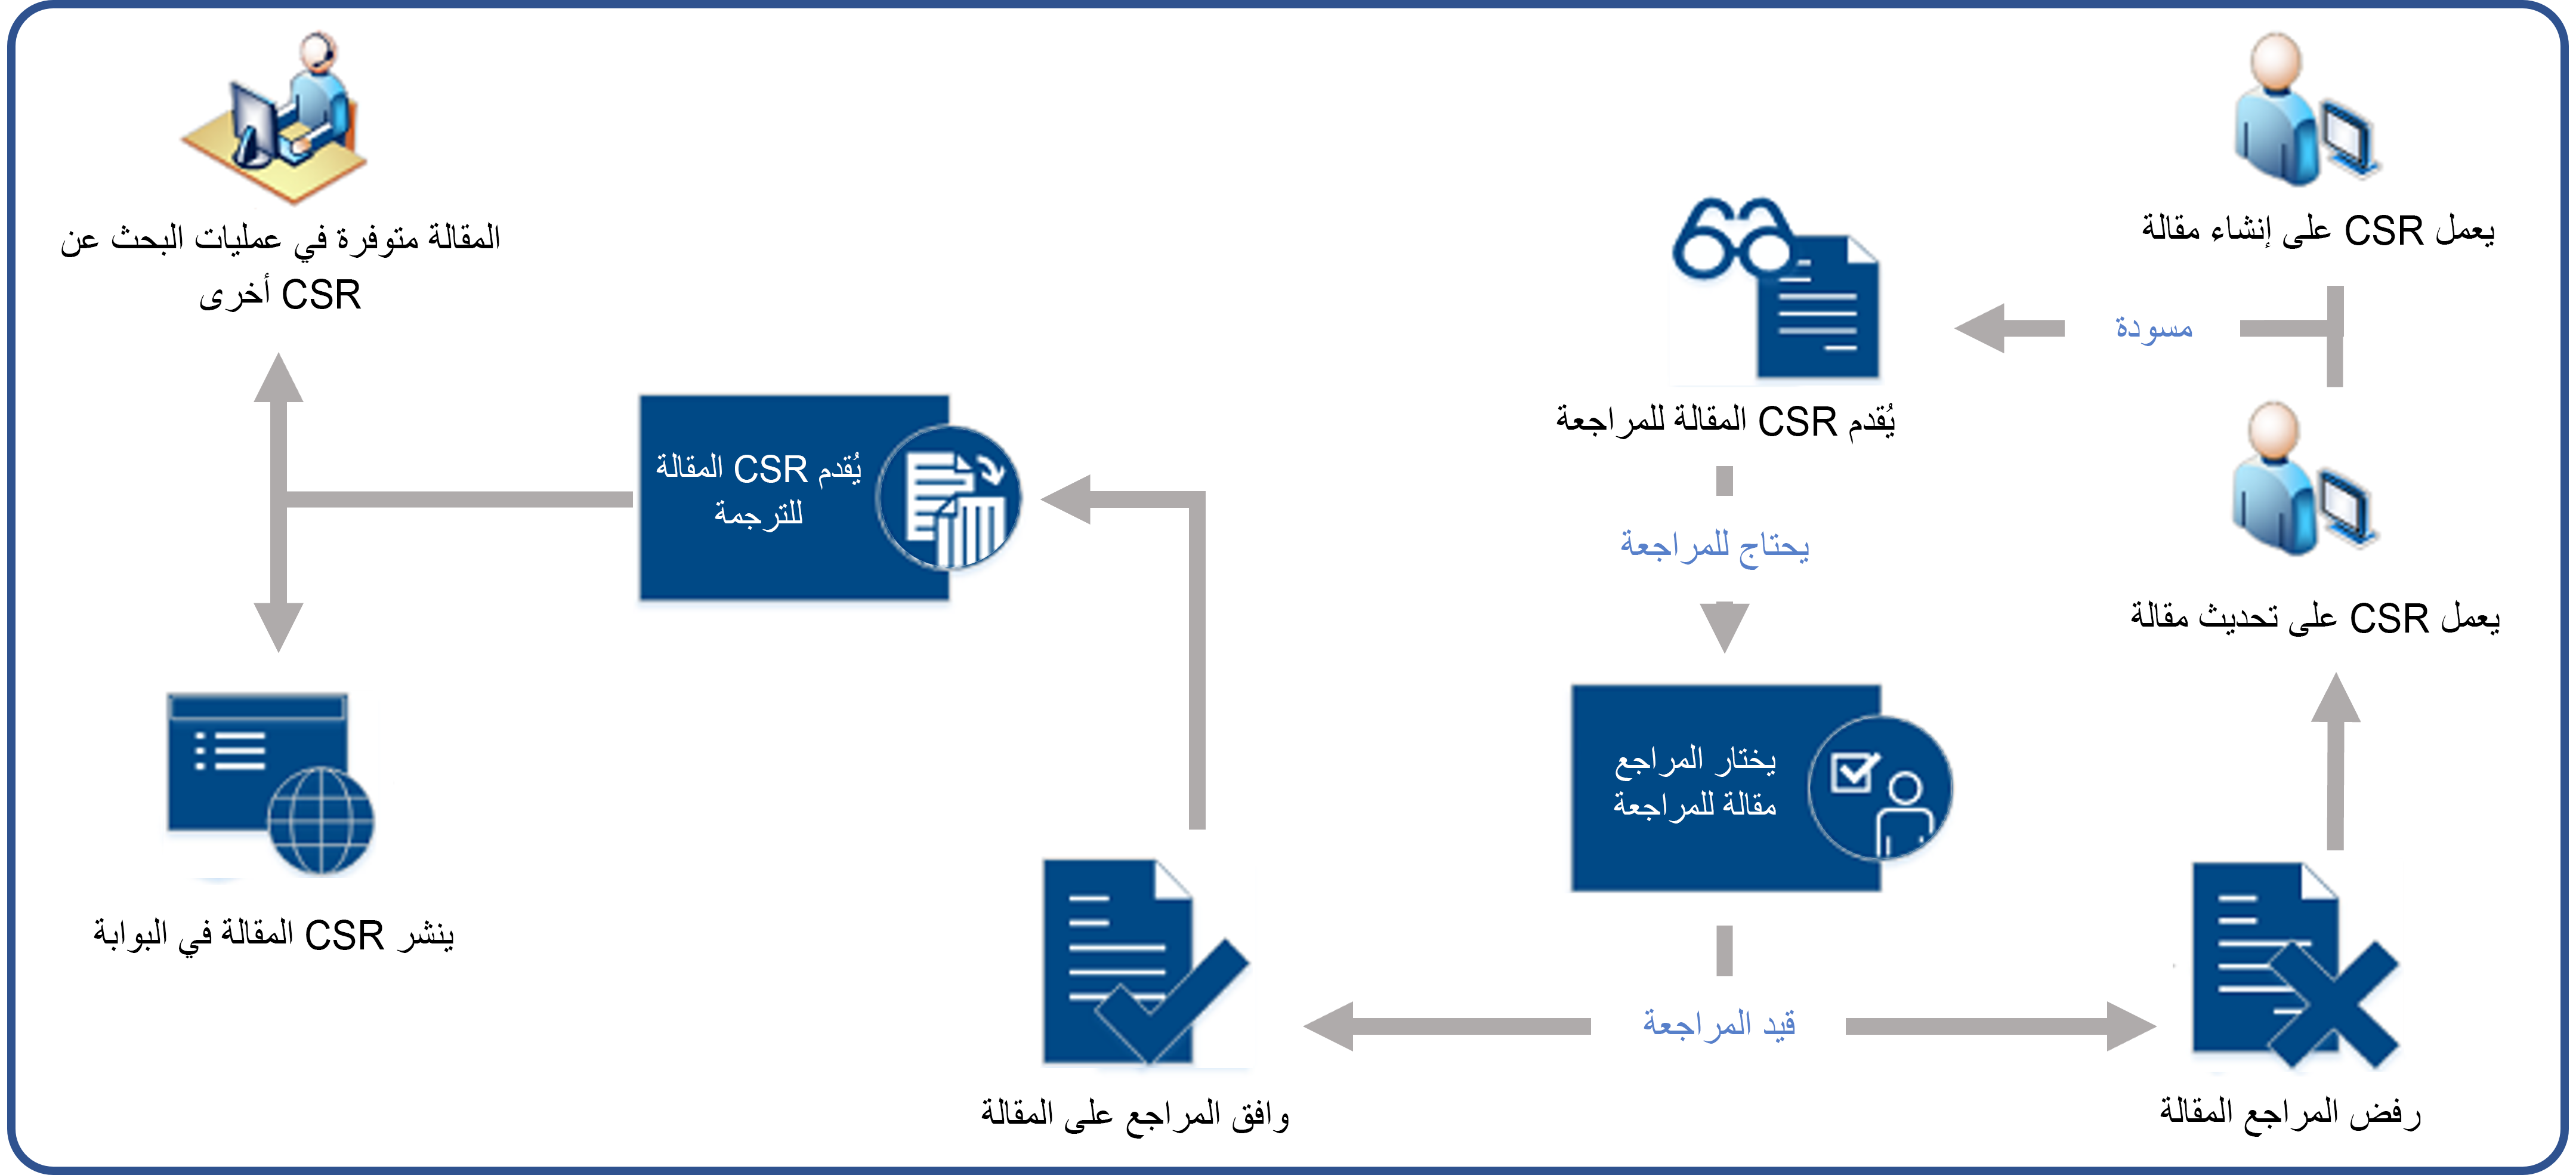 يعمل CSR على إنشاء مقالة
مسودة
يعمل CSR على تحديث مقالة
يُقدم CSR المقالة للمراجعة
يحتاج للمراجعة
يختار المراجع
مقالة للمراجعة
قيد المراجعة
رفض المراجع المقالة
وافق المراجع على المقالة
يُقدم CSR المقالة
للترجمة
المقالة متوفرة في عمليات البحث عن
CSR أخرى
ينشر CSR المقالة في البوابة